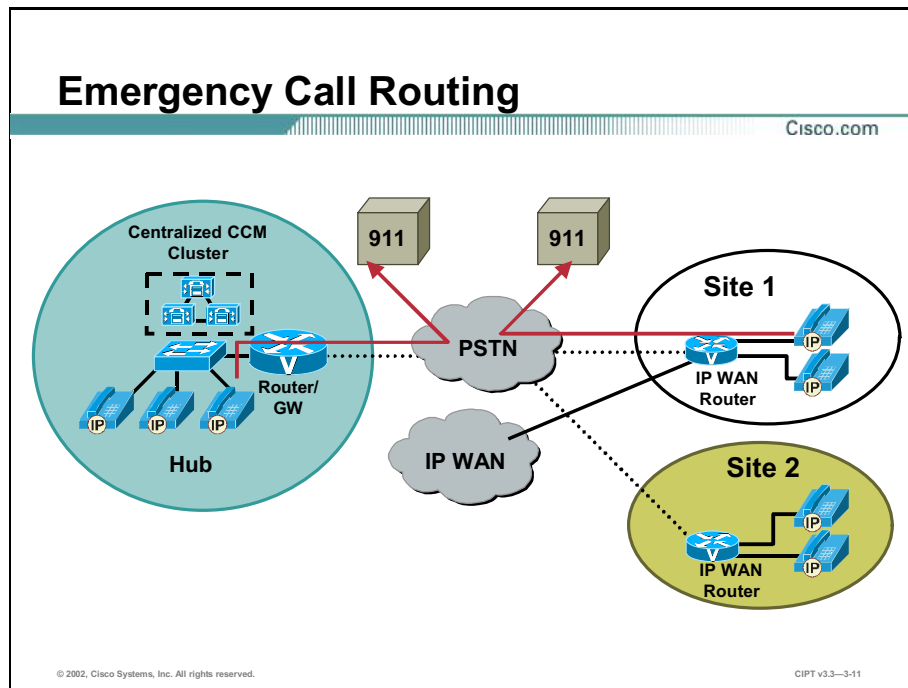 Emergency Call Routing
Cisco.com
Centralized CCM
Cluster
911
911
Site 1
PSTN
IP
IP
V
IP WAN
Router
V
Router/
GW
IP
IP
IP
Hub
IP WAN
Site 2
IP
IP
V
IP WAN
Router
© 2002, Cisco Systems, Inc. All rights reserved.
CIPT v3.3—3-11